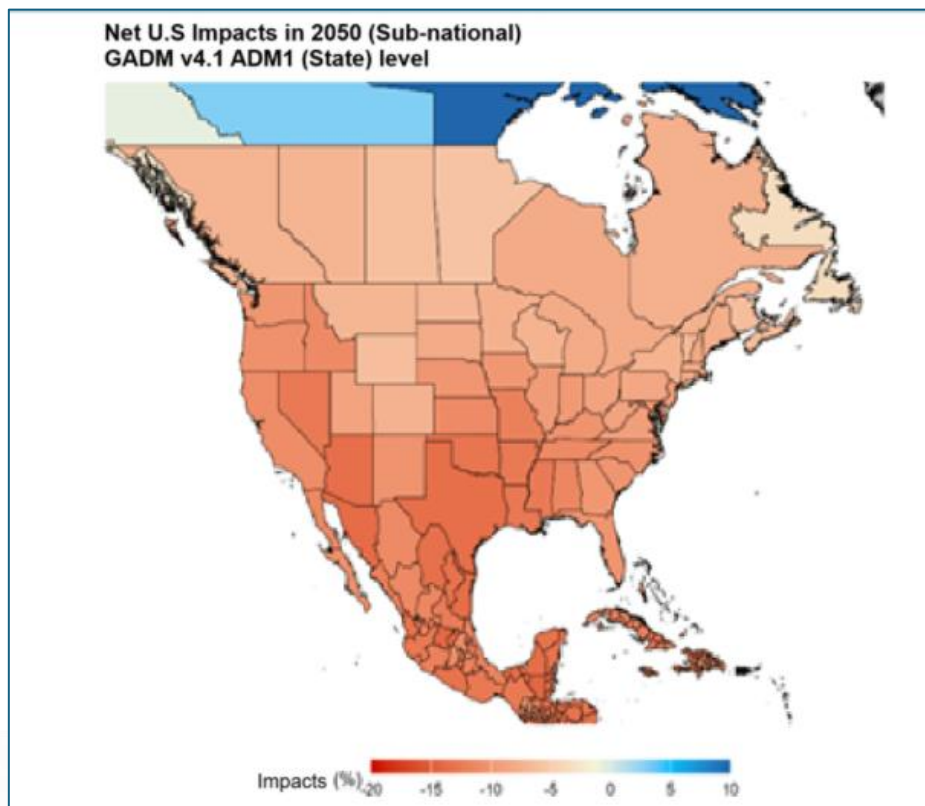 Net U.S Impacts in 2050 (Sub-national)
GADM v4.1 ADM1 (State) level
Impacts (%)
-20 -15 -10 -5 0 5 10